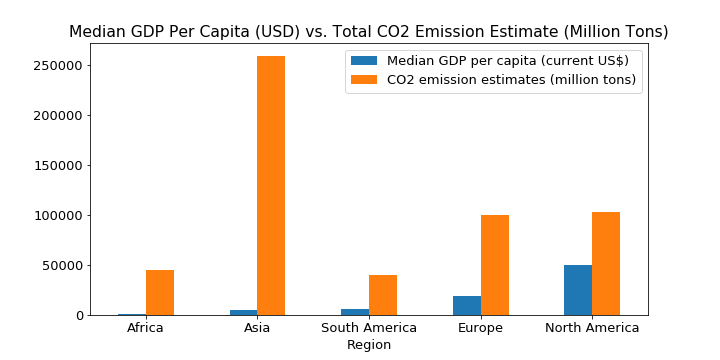 Median GDP Per Capita (USD) vs. Total CO2 Emission Estimate (Million Tons)
Median GDP per capita (current US$)
CO2 emission estimates (million tons)
250000
200000
150000
100000
50000
0
Africa Asia South America Europe North America
Region